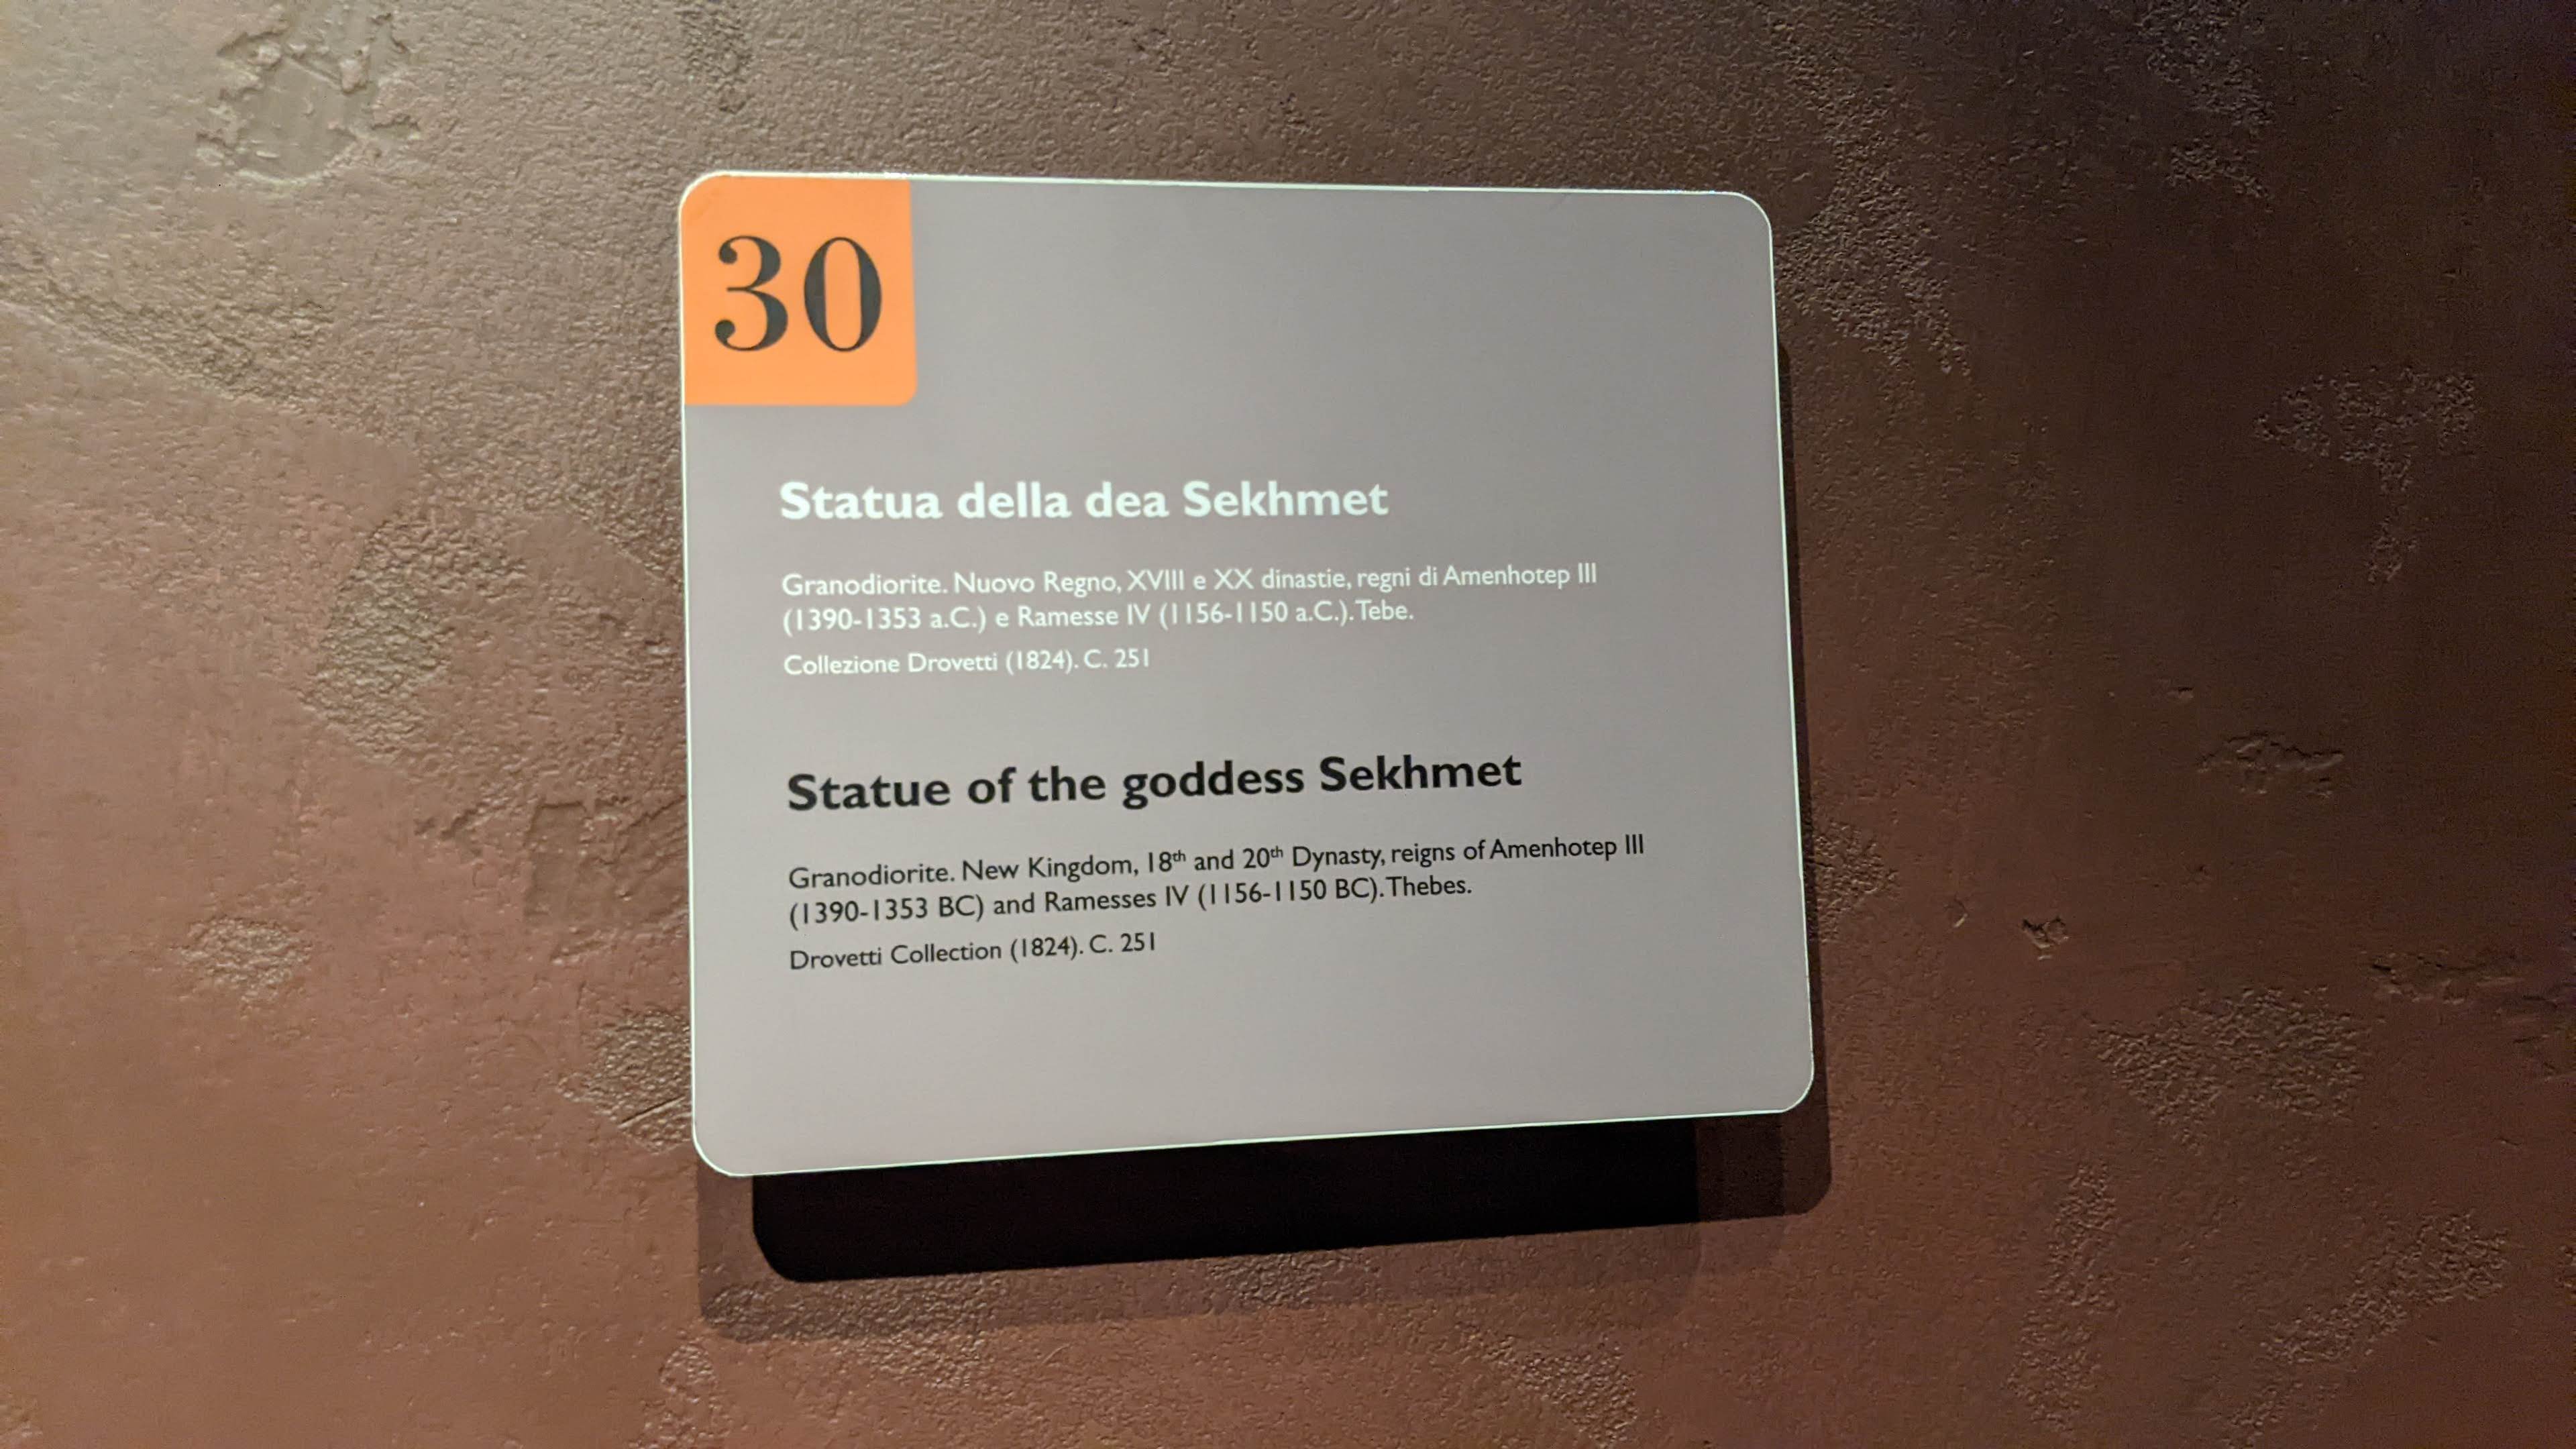 30
Statua della dea Sekhmet
Granodiorite. Nuovo Regno, XVIII e XX dinastie, regni di Amenhotep III
(1390-1353 a.C.) e Ramesse IV (1156-1150 a.C.). Tebe.
Collezione Drovetti (1824). C. 251
Statue of the goddess Sekhmet
Granodiorite. New Kingdom, 18th and 20th Dynasty, reigns of Amenhotep III
(1390-1353 BC) and Ramesses IV (1156-1150 BC). Thebes.
Drovetti Collection (1824). C. 251